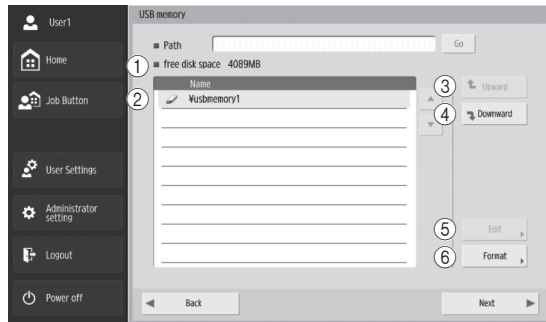 User1
Home
Job Button
User Settings
Administrator
setting
Logout
Power off
USB memory
Path
Go
1
free disk space 4089MB
Name
2
¥usbmemory1
3
Upward
4
Downward
5
Edit
6
Format
Back
Next